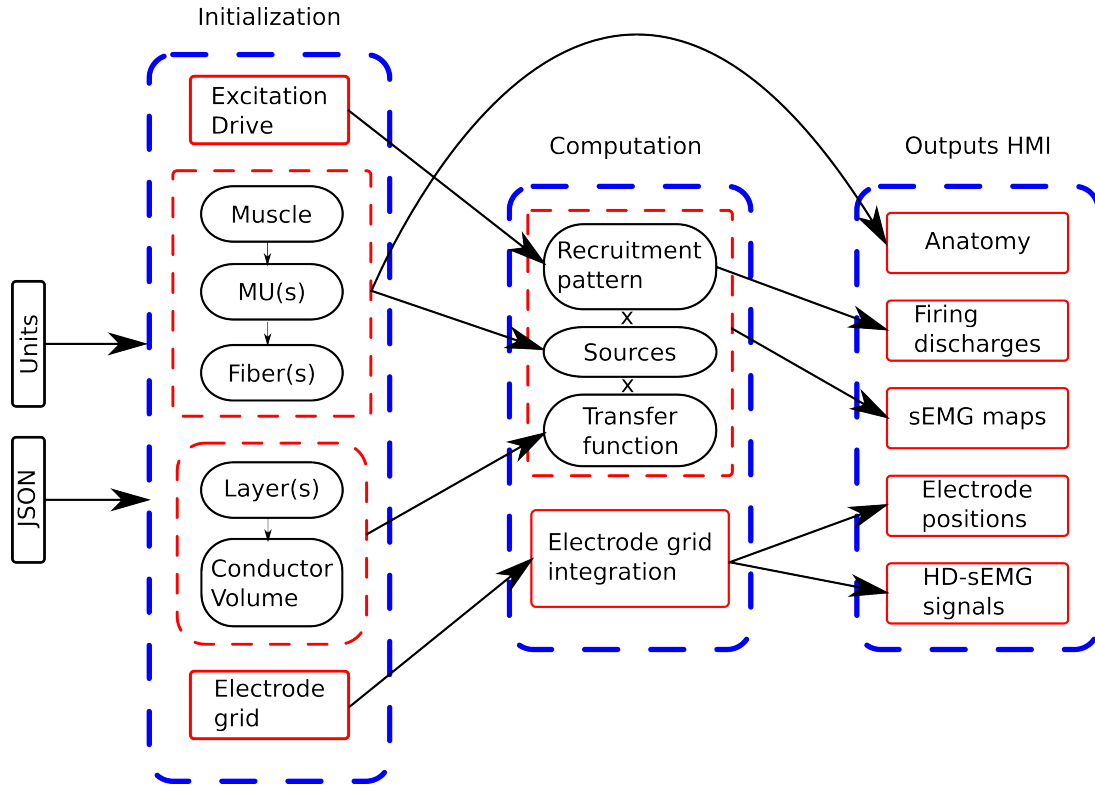 Initialization
Excitation
Drive
Muscle
MU(s)
Fiber(s)
Layer(s)
Conductor
Volume
Electrode
grid
Units
JSON
Computation
Recruitment
pattern
x
Sources
x
Transfer
function
Electrode grid
integration
Outputs HMI
Anatomy
Firing
discharges
sEMG maps
Electrode
positions
HD-sEMG
signals